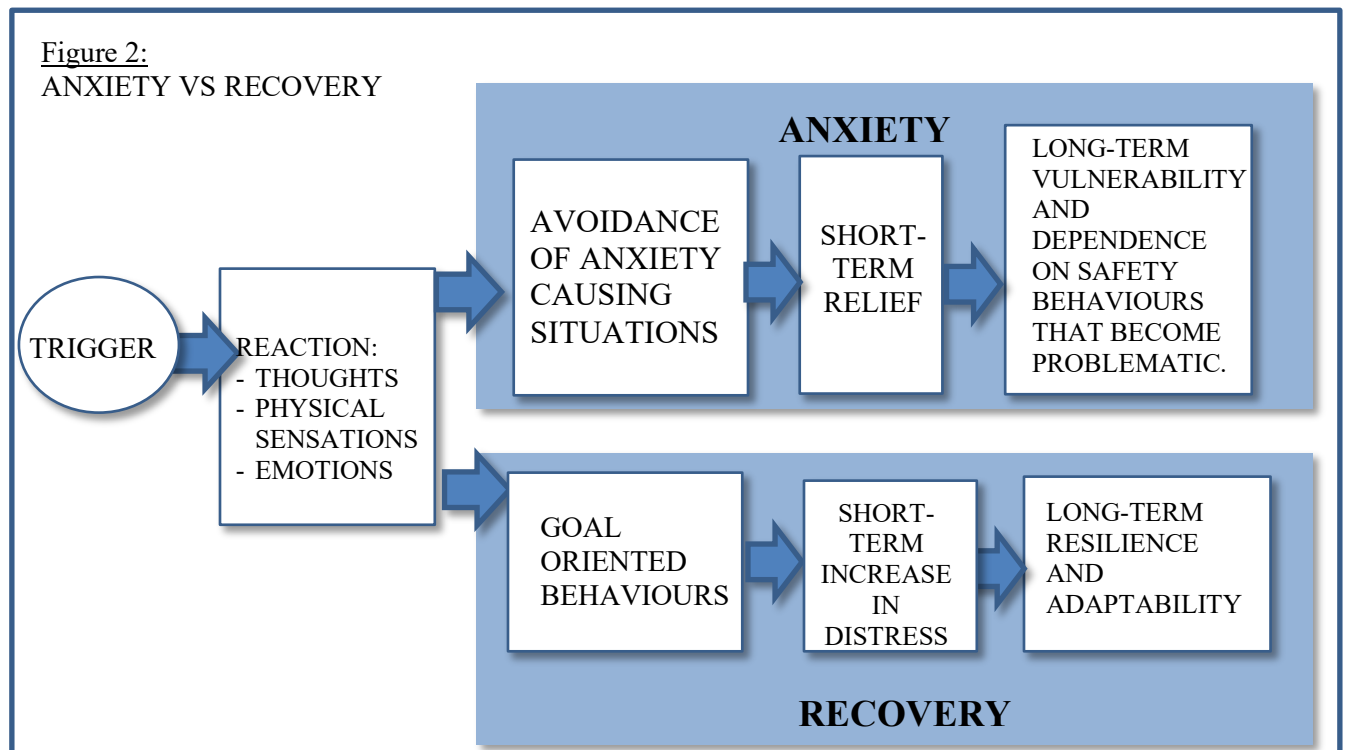 Figure 2:
ANXIETY VS RECOVERY
TRIGGER
REACTION:
- THOUGHTS
- PHYSICAL
SENSATIONS
- EMOTIONS
ANXIETY
AVOIDANCE
OF ANXIETY
CAUSING
SITUATIONS
SHORT-
TERM
RELIEF
LONG-TERM
VULNERABILITY
AND
DEPENDENCE
ON SAFETY
BEHAVIOURS
THAT BECOME
PROBLEMATIC.
GOAL
ORIENTED
BEHAVIOURS
SHORT-
TERM
INCREASE
IN
DISTRESS
LONG-TERM
RESILIENCE
AND
ADAPTABILITY
RECOVERY